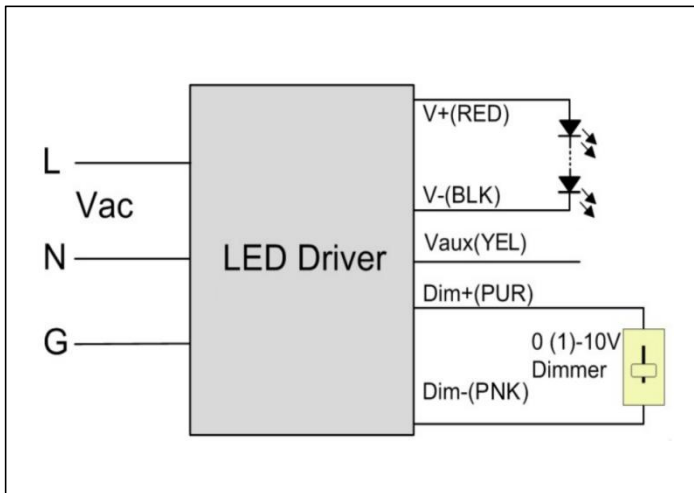 L
Vac
N
G
LED Driver
V+(RED)
V-(BLK)
Vaux(YEL)
Dim+(PUR)
0 (1)-10V
Dimmer
Dim-(PNK)